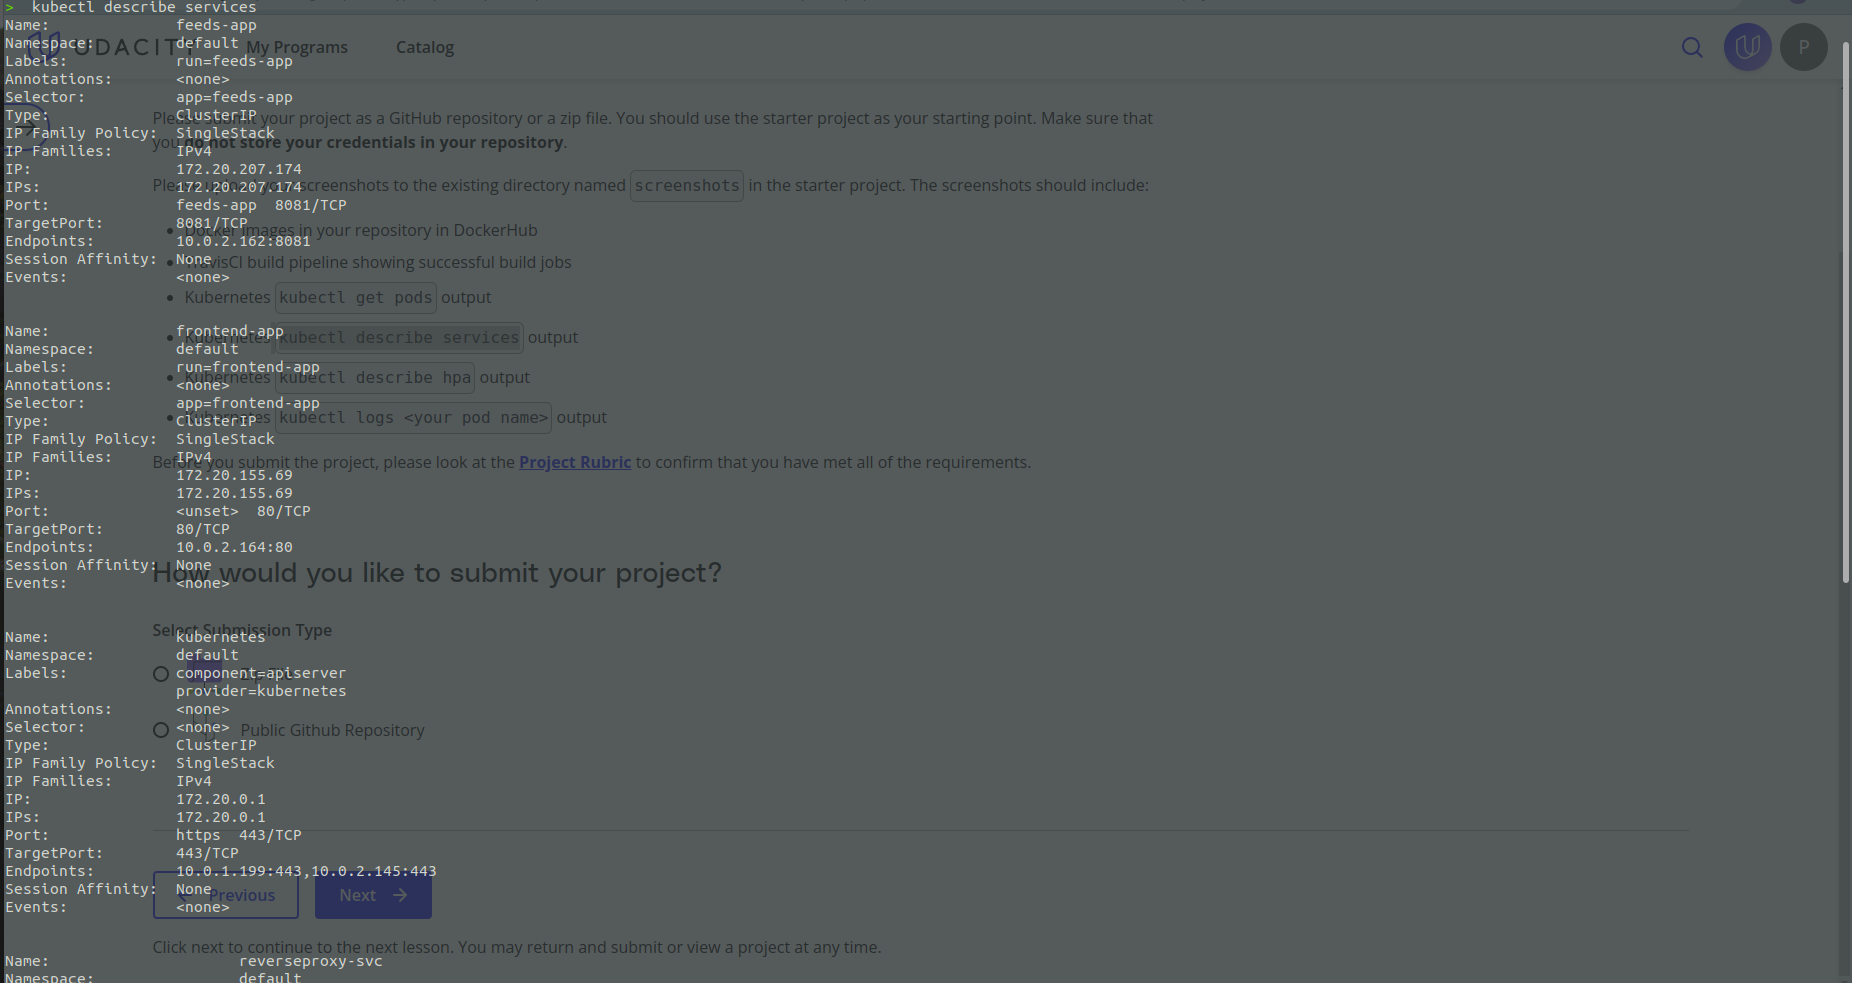 > kubectl describe services
Name: feeds-app
Namespace: default
Labels: run=feeds-app
Annotations: <none>
Selector: app=feeds-app
Type: ClusterIP
IP Family Policy: SingleStack
IP Families: IPv4
IP: 172.20.207.174
IPs: 172.20.207.174
Port: feeds-app 8081/TCP
TargetPort: 8081/TCP
Endpoints: 10.0.2.162:8081
Session Affinity: None
Events: <none>
Name: frontend-app
Namespace: default
Labels: run=frontend-app
Annotations: <none>
Selector: app=frontend-app
Type: ClusterIP
IP Family Policy: SingleStack
IP Families: IPv4
IP: 172.20.155.69
IPs: 172.20.155.69
Port: <unset> 80/TCP
TargetPort: 80/TCP
Endpoints: 10.0.2.164:80
Session Affinity: None
Events: <none>
Name: kubernetes
Namespace: default
Labels: component=apiserver
provider=kubernetes
Annotations: <none>
Selector: <none>
Type: ClusterIP
IP Family Policy: SingleStack
IP Families: IPv4
IP: 172.20.0.1
IPs: 172.20.0.1
Port: https 443/TCP
TargetPort: 443/TCP
Endpoints: 10.0.1.199:443,10.0.2.145:443
Session Affinity: None
Events: <none>
Name: reverseproxy-svc
Namespace: default
UDACITY My Programs Catalog P
Please submit your project as a GitHub repository or a zip file. You should use the starter project as your starting point. Make sure that
you do not store your credentials in your repository.
screenshots to the existing directory named screenshots in the starter project. The screenshots should include:
Docker images in your repository in DockerHub
TravisCI build pipeline showing successful build jobs
Kubernetes kubectl get pods output
Kubernetes kubectl describe services output
Kubernetes kubectl describe hpa output
Kubernetes kubectl logs <your pod name> output
Before you submit the project, please look at the Project Rubric to confirm that you have met all of the requirements.
How would you like to submit your project?
Select Submission Type
Public Github Repository
Previous Next
Click next to continue to the next lesson. You may return and submit or view a project at any time.